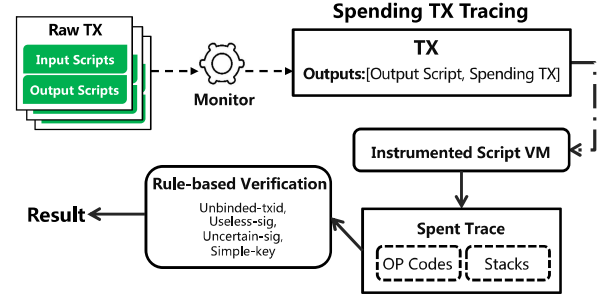 Spending TX Tracing
Raw TX
Input Scripts
Output Scripts
Monitor
TX
Outputs:[Output Script, Spending TX]
Instrumented Script VM
Spent Trace
OP Codes
Stacks
Rule-based Verification
Unbinded-txid,
Useless-sig,
Uncertain-sig,
Simple-key
Result